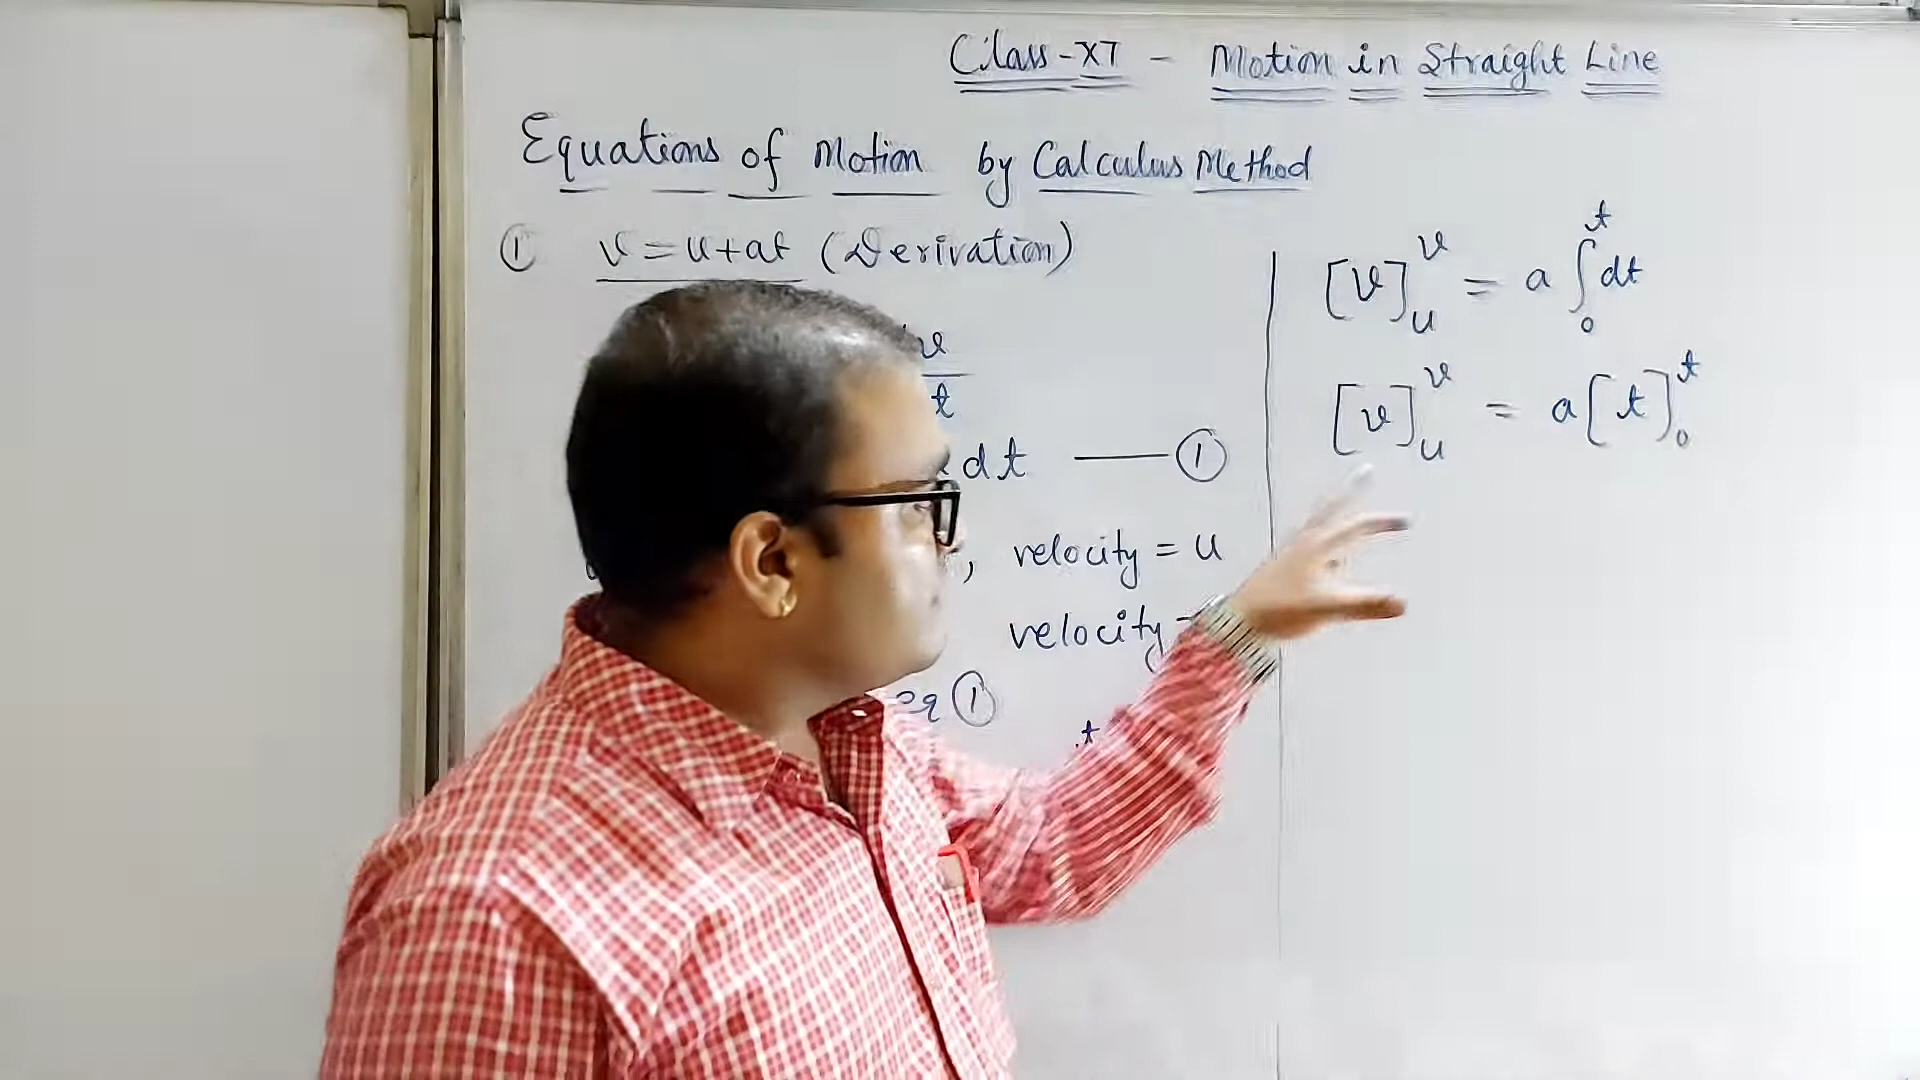 Class-XI - Motion in Straight Line
Equations of Motion by Calculus Method
① v = u + at (Derivation)
v
t
dt —— ①
, velocity = u
velocity
eq ①
t
[v]ᵥᵤ = a ∫₀ᵗ dt
[v]ᵥᵤ = a[t]₀ᵗ